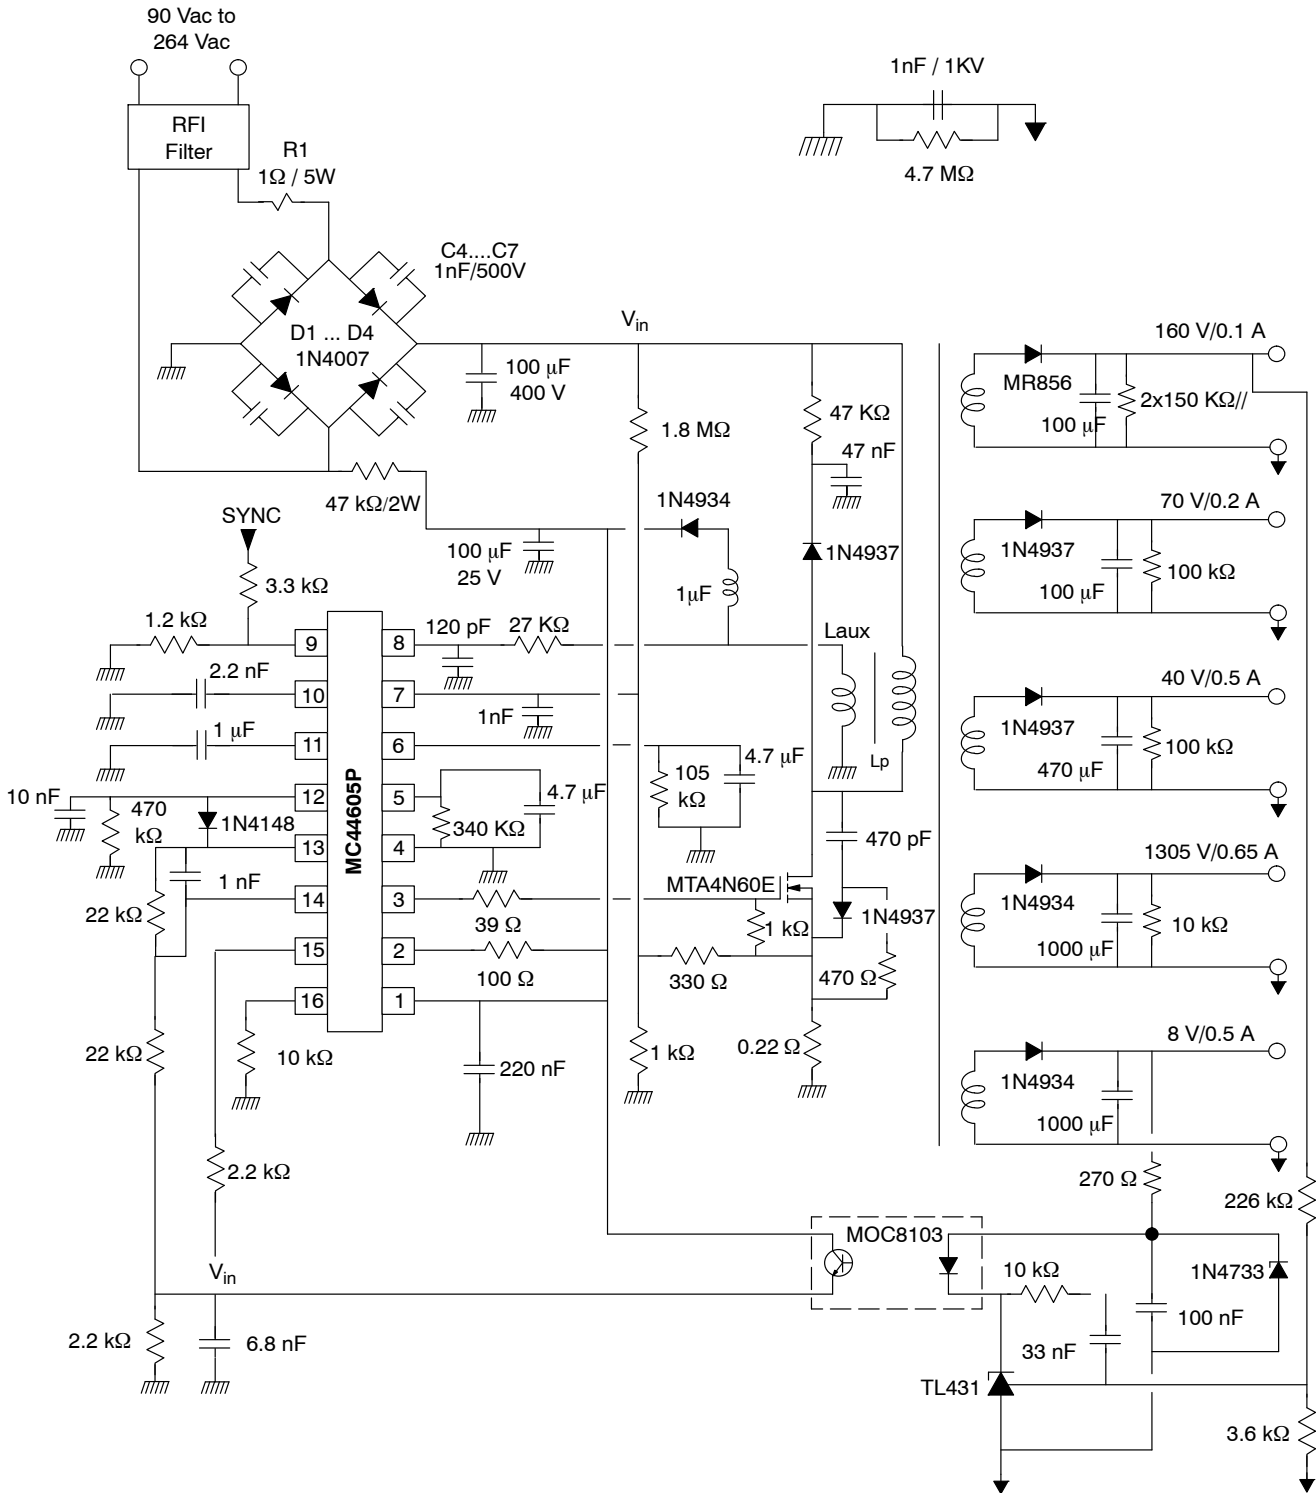 90 Vac to
264 Vac
RFI
Filter
R1
1Ω / 5W
1nF / 1KV
4.7 MΩ
C4....C7
1nF/500V
D1 ... D4
1N4007
Vin
100 µF
400 V
1.8 MΩ
47 KΩ
47 nF
160 V/0.1 A
MR856
2x150 KΩ//
100 µF
47 kΩ/2W
1N4934
70 V/0.2 A
SYNC
100 µF
25 V
1N4937
1N4937
100 kΩ
100 µF
3.3 kΩ
1µF
1.2 kΩ
120 pF
27 KΩ
Laux
9
8
2.2 nF
40 V/0.5 A
10
7
1nF
1N4937
1 µF
100 kΩ
11
6
4.7 µF
Lp
470 µF
105
kΩ
10 nF
12
5
4.7 µF
470
kΩ
1N4148
340 KΩ
470 pF
MC44605P
13
4
1305 V/0.65 A
1 nF
MTA4N60E
1N4934
14
3
22 kΩ
39 Ω
1 kΩ
1N4937
10 kΩ
15
2
1000 µF
100 Ω
330 Ω
470 Ω
16
1
8 V/0.5 A
22 kΩ
10 kΩ
220 nF
1 kΩ
0.22 Ω
1N4934
1000 µF
2.2 kΩ
270 Ω
226 kΩ
MOC8103
Vin
10 kΩ
1N4733
2.2 kΩ
6.8 nF
100 nF
33 nF
TL431
3.6 kΩ